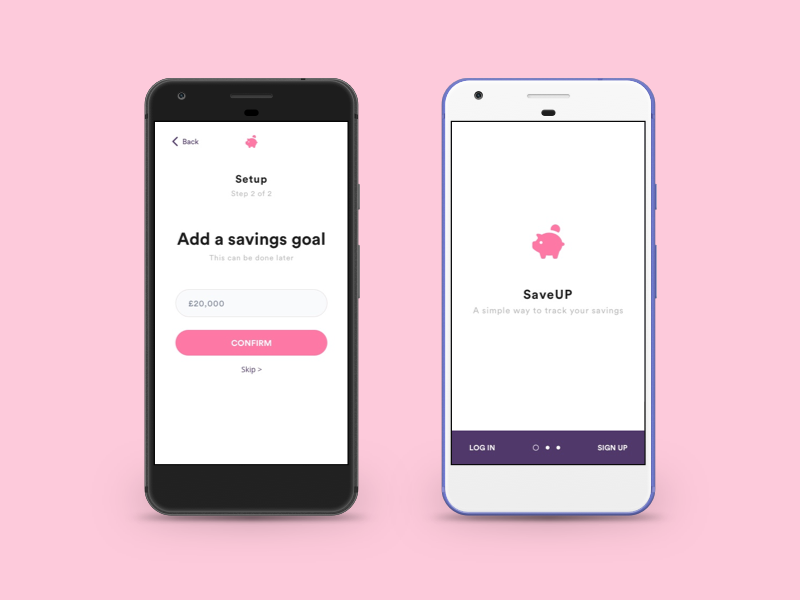 Back
Setup
Step 2 of 2
Add a savings goal
This can be done later
£20,000
CONFIRM
Skip >
SaveUP
A simple way to track your savings
LOG IN
SIGN UP